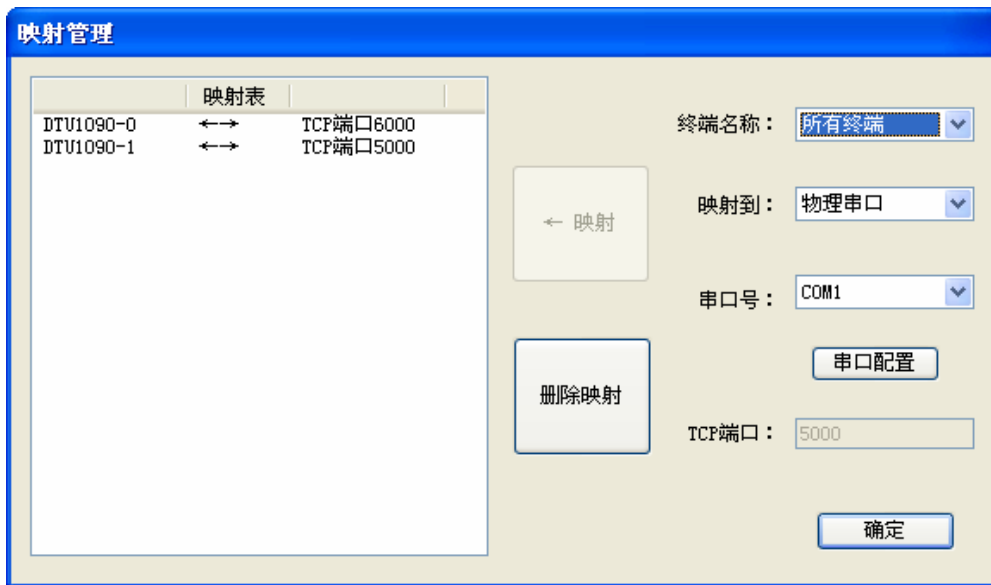 映射管理
映射表
DTU1090-0 ←→ TCP端口6000
DTU1090-1 ←→ TCP端口5000
← 映射
删除映射
终端名称： 所有终端
映射到： 物理串口
串口号： COM1
串口配置
TCP端口： 5000
确定